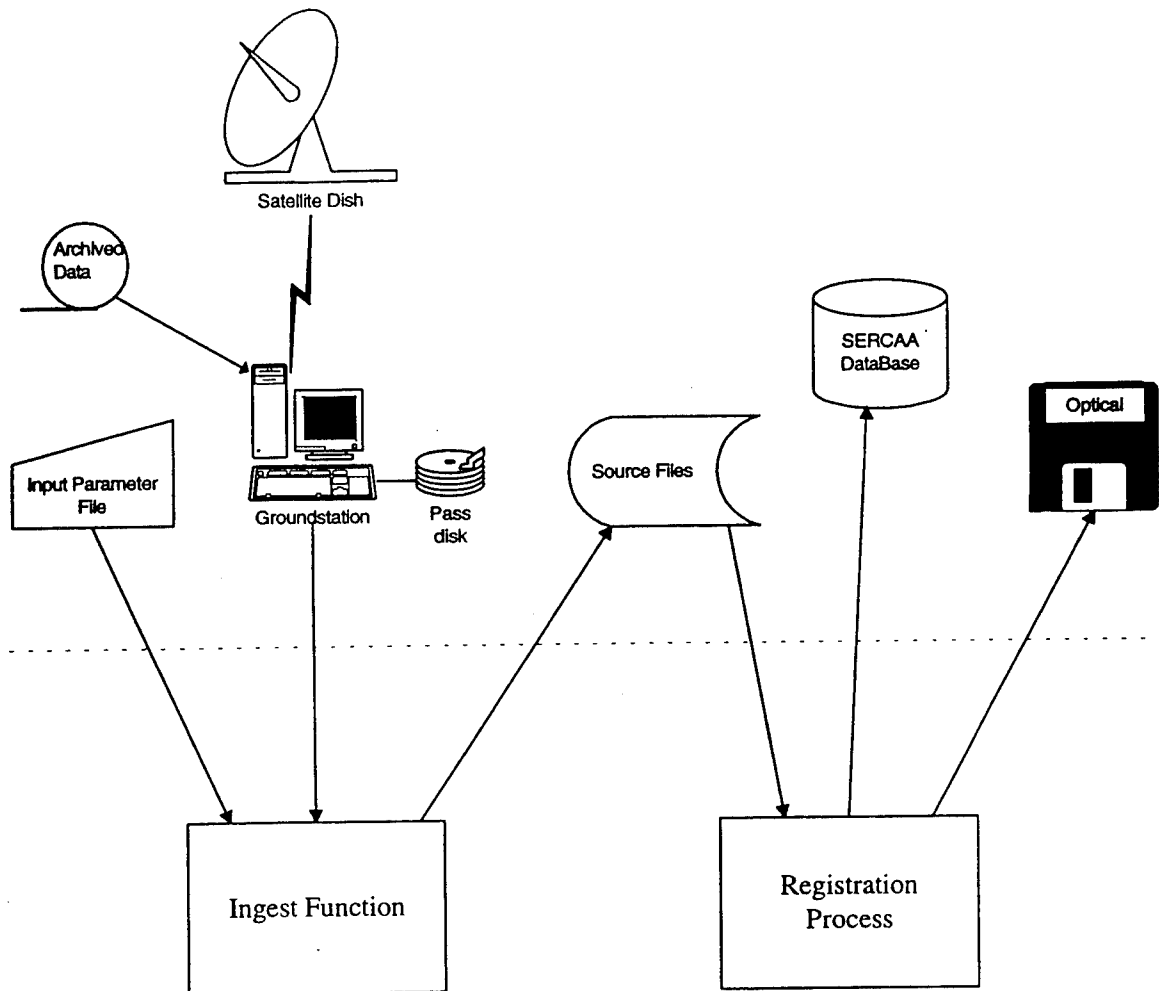 Satellite Dish
Archived
Data
SERCAA
DataBase
Optical
Input Parameter
File
Source Files
Groundstation
Pass
disk
Ingest Function
Registration
Process